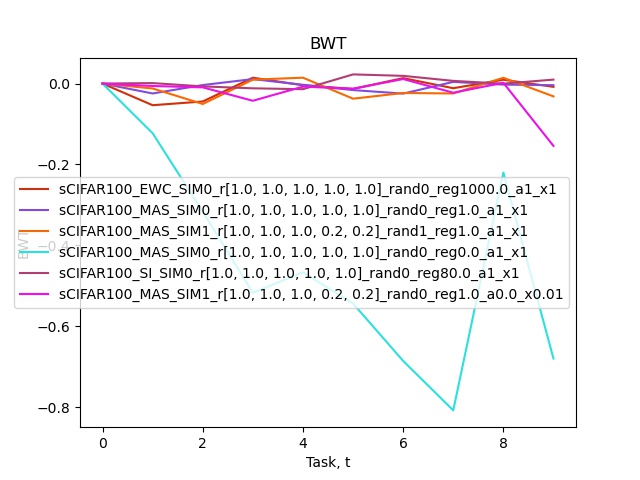 BWT
0.0
−0.2
−0.4
−0.6
−0.8
BWT
sCIFAR100_EWC_SIM0_r[1.0, 1.0, 1.0, 1.0, 1.0]_rand0_reg1000.0_a1_x1
sCIFAR100_MAS_SIM0_r[1.0, 1.0, 1.0, 1.0, 1.0]_rand0_reg1.0_a1_x1
sCIFAR100_MAS_SIM1_r[1.0, 1.0, 1.0, 0.2, 0.2]_rand1_reg1.0_a1_x1
sCIFAR100_MAS_SIM0_r[1.0, 1.0, 1.0, 1.0, 1.0]_rand0_reg0.0_a1_x1
sCIFAR100_SI_SIM0_r[1.0, 1.0, 1.0, 1.0, 1.0]_rand0_reg80.0_a1_x1
sCIFAR100_MAS_SIM1_r[1.0, 1.0, 1.0, 0.2, 0.2]_reg1.0_a0.0_x0.01
0 2 4 6 8
Task, t